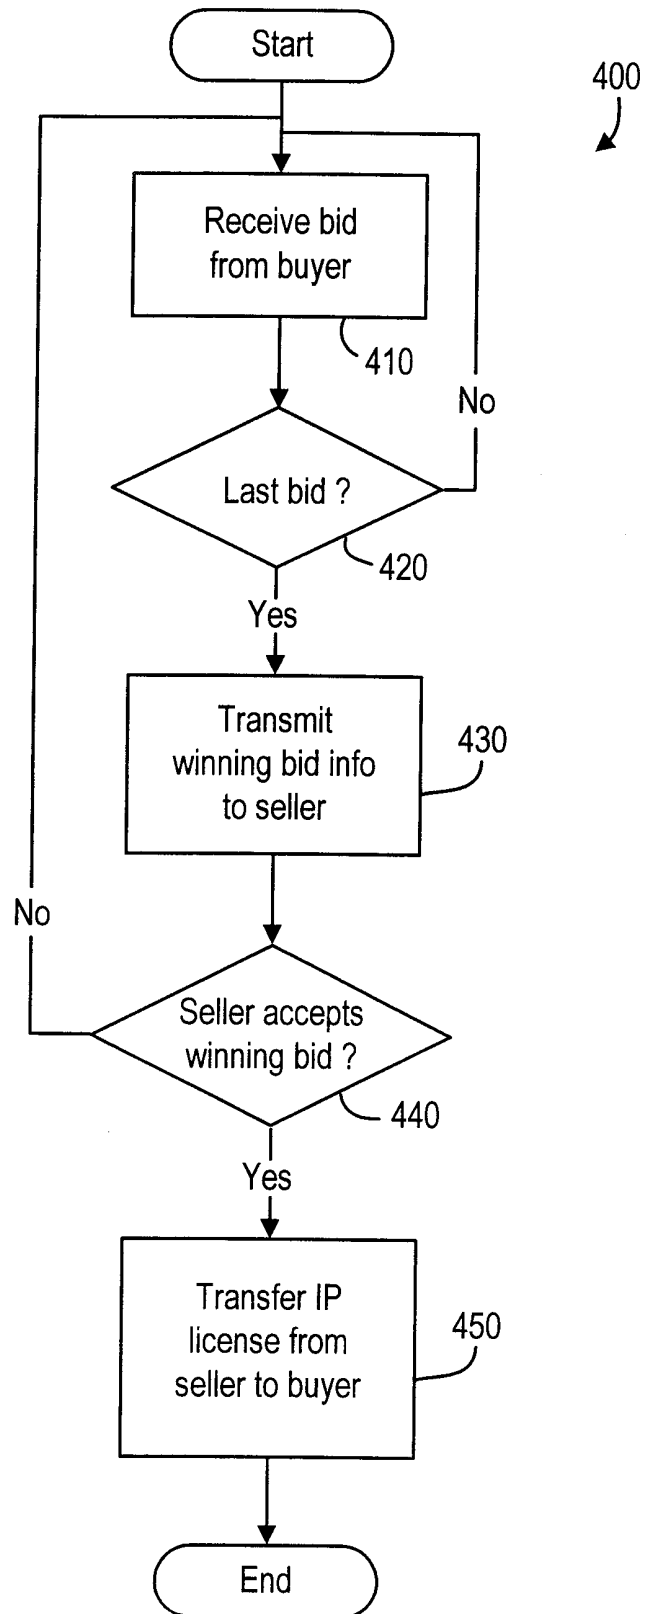 Start
400
Receive bid
from buyer
410
No
Last bid ?
420
Yes
Transmit
winning bid info
to seller
430
No
Seller accepts
winning bid ?
440
Yes
Transfer IP
license from
seller to buyer
450
End